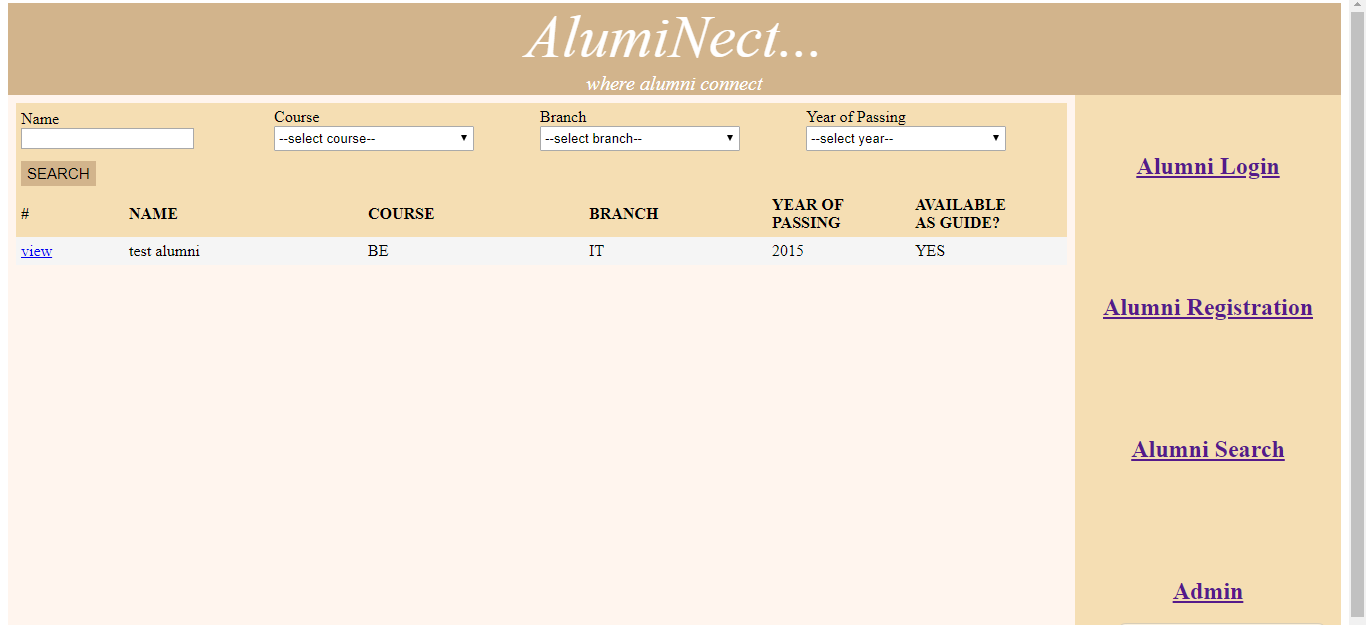 AlumiNect...
where alumni connect
Name
Course
Branch
Year of Passing
--select course--
--select branch--
--select year--
SEARCH
# NAME COURSE BRANCH YEAR OF PASSING AVAILABLE AS GUIDE?
view test alumni BE IT 2015 YES
Alumni Login
Alumni Registration
Alumni Search
Admin